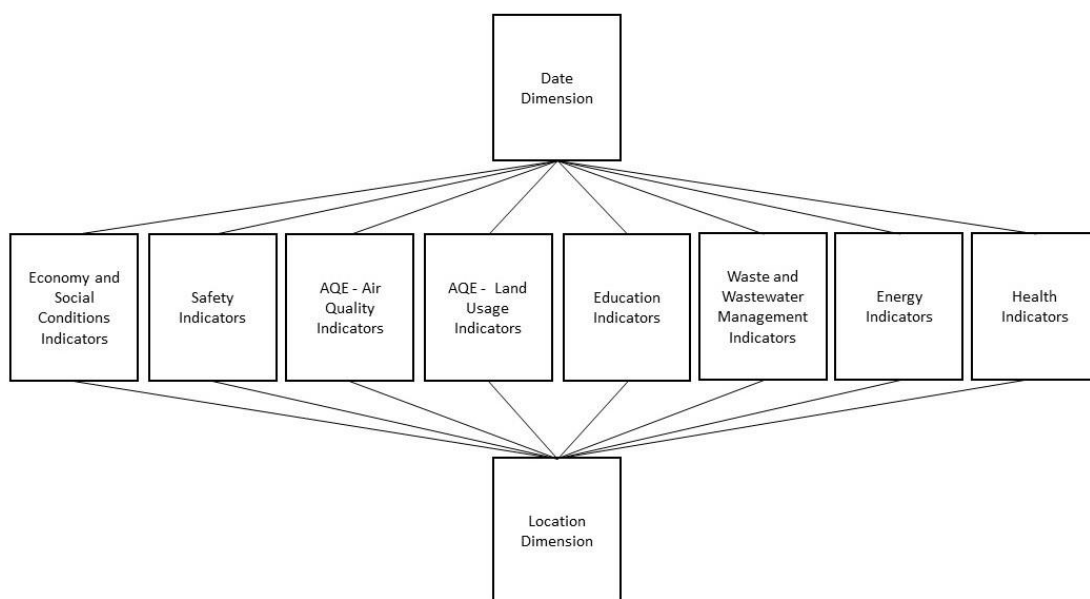 Date
Dimension
Economy and
Social
Conditions
Indicators
Safety
Indicators
AQE - Air
Quality
Indicators
AQE - Land
Usage
Indicators
Education
Indicators
Waste and
Wastewater
Management
Indicators
Energy
Indicators
Health
Indicators
Location
Dimension